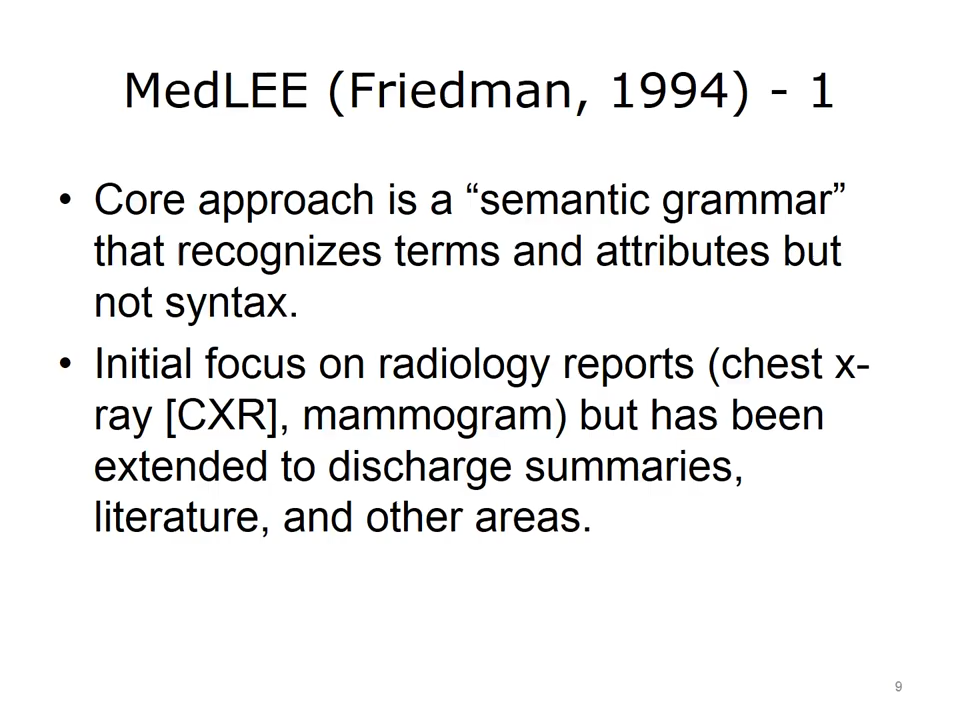 MedLEE (Friedman, 1994) - 1
• Core approach is a “semantic grammar”
that recognizes terms and attributes but
not syntax.
• Initial focus on radiology reports (chest x-
ray [CXR], mammogram) but has been
extended to discharge summaries,
literature, and other areas.
9